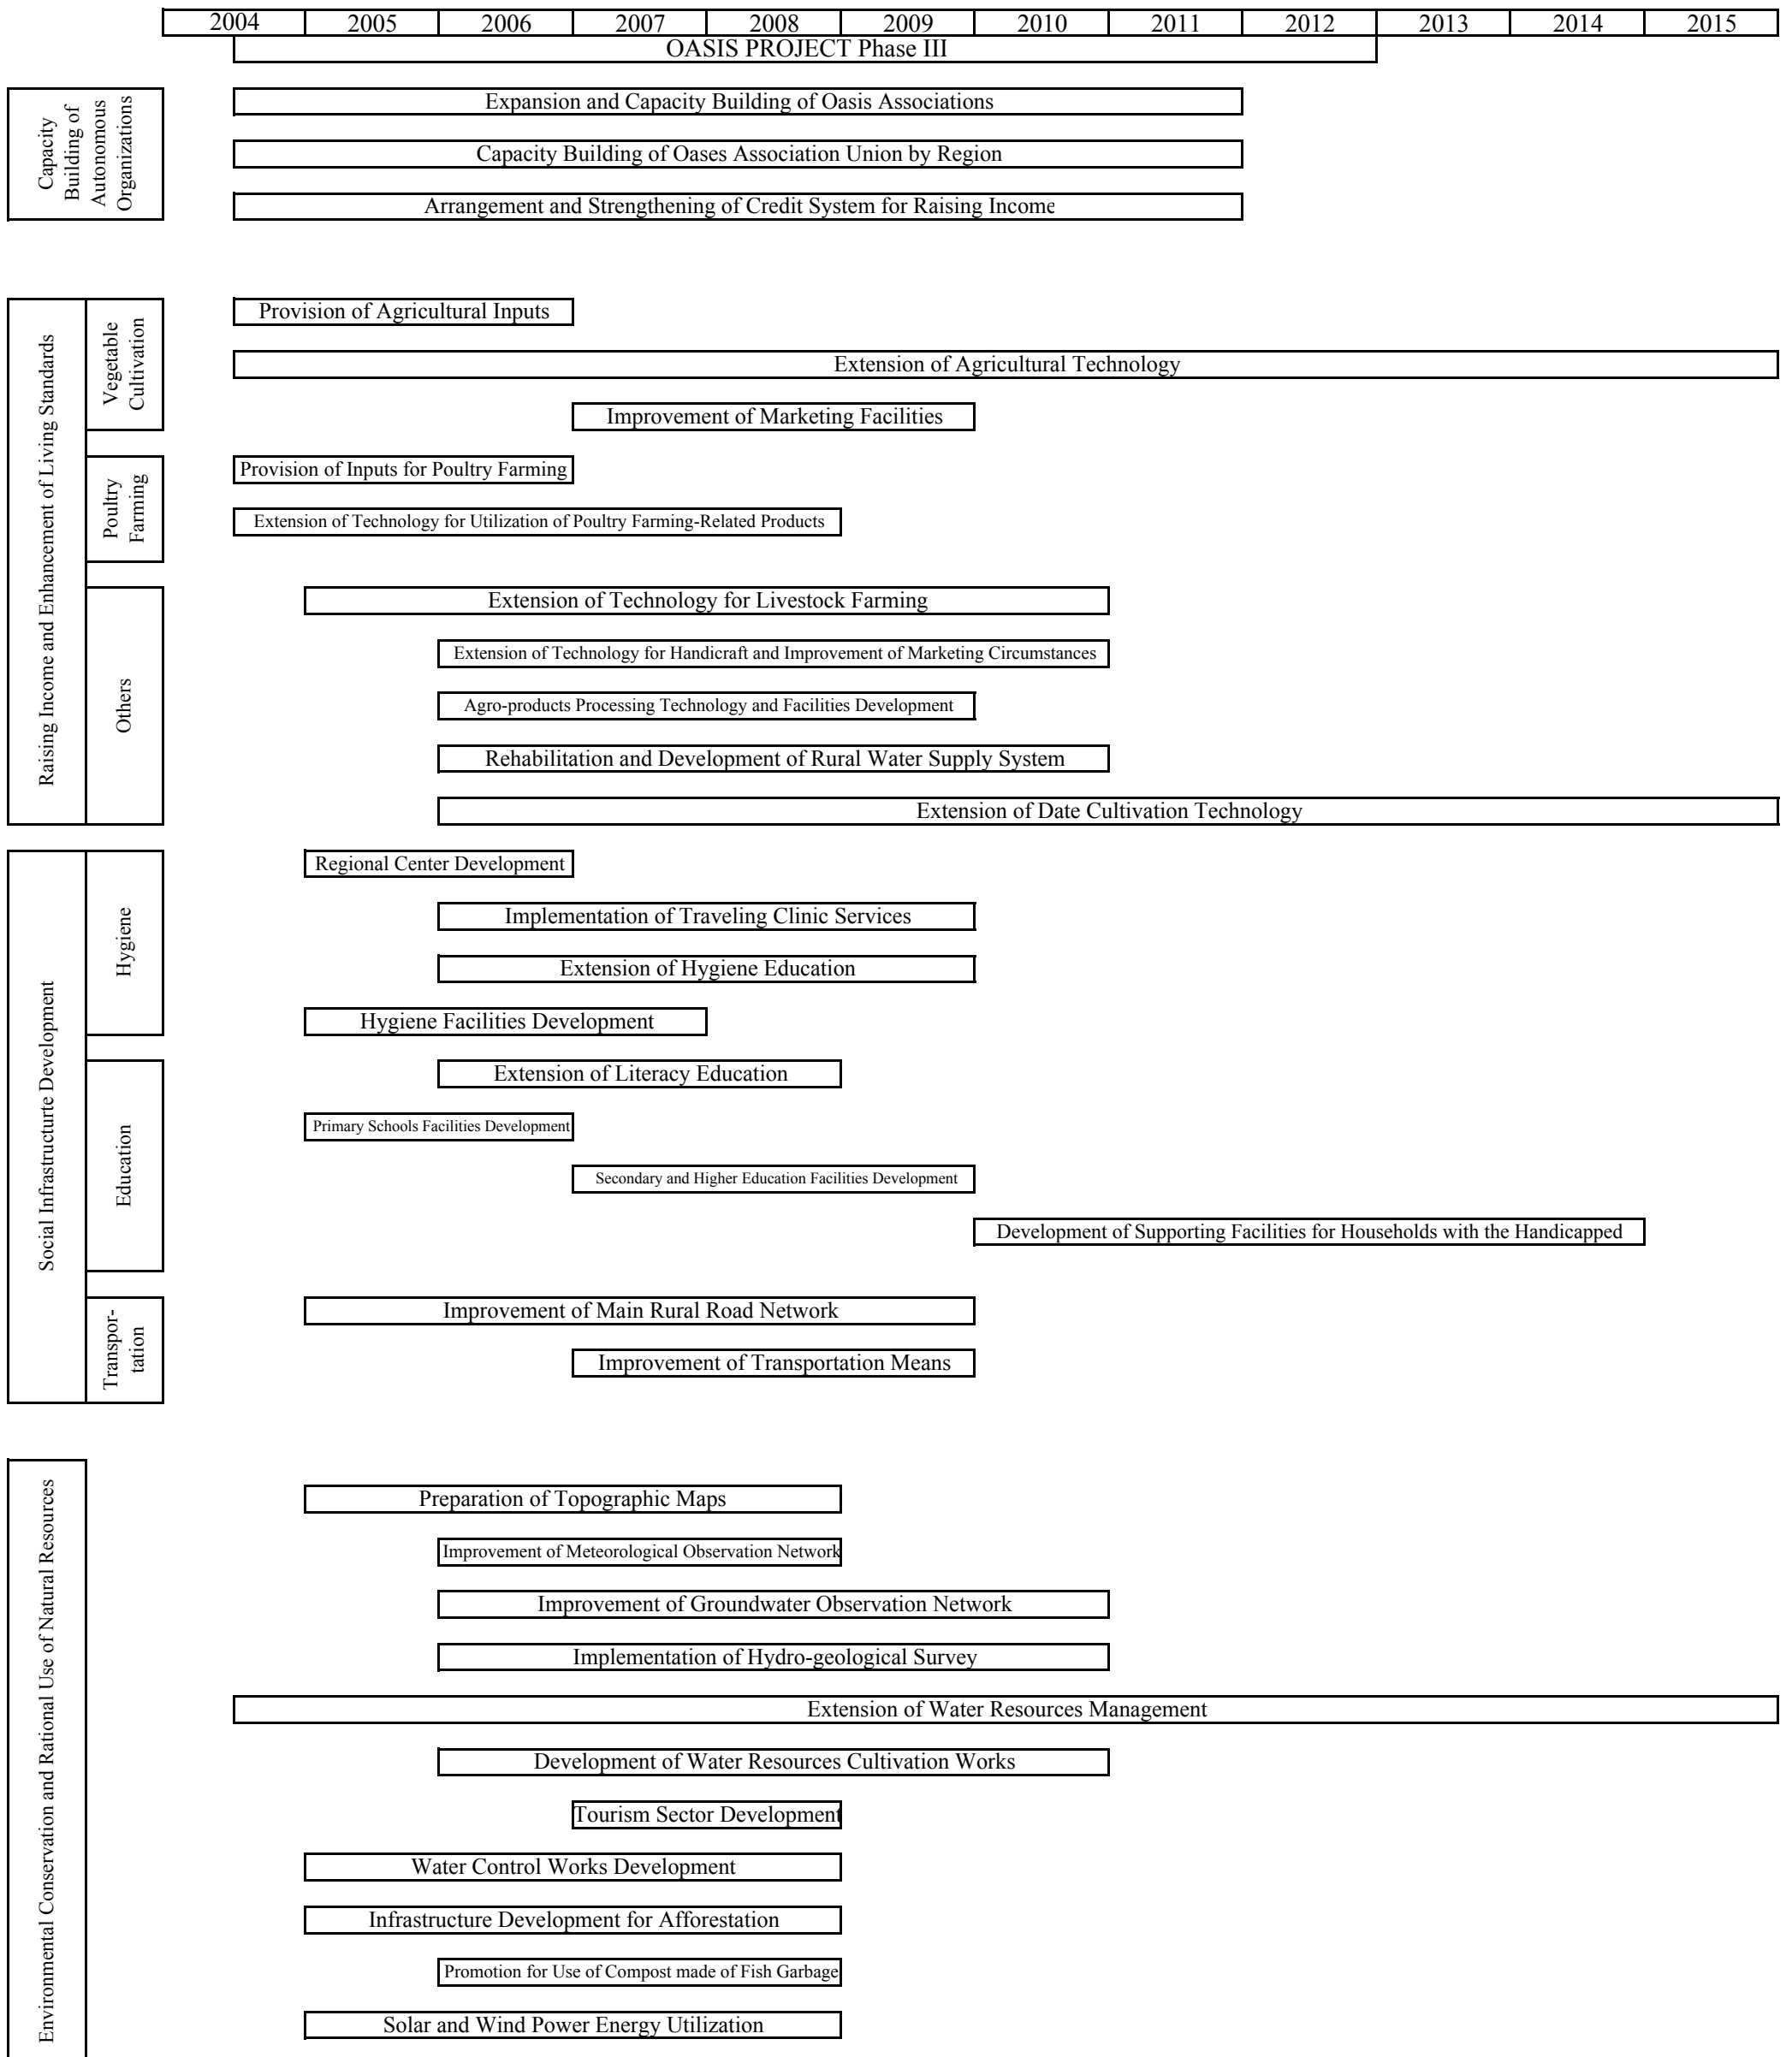 2004 2005 2006 2007 2008 2009 2010 2011 2012 2013 2014 2015
OASIS PROJECT Phase III
Capacity
Building of
Autonomous
Organizations
Expansion and Capacity Building of Oasis Associations
Capacity Building of Oases Association Union by Region
Arrangement and Strengthening of Credit System for Raising Income
Raising Income and Enhancement of Living Standards
Vegetable
Cultivation
Provision of Agricultural Inputs
Extension of Agricultural Technology
Improvement of Marketing Facilities
Poultry
Farming
Provision of Inputs for Poultry Farming
Extension of Technology for Utilization of Poultry Farming-Related Products
Others
Extension of Technology for Livestock Farming
Extension of Technology for Handicraft and Improvement of Marketing Circumstances
Agro-products Processing Technology and Facilities Development
Rehabilitation and Development of Rural Water Supply System
Extension of Date Cultivation Technology
Social Infrastructurte Development
Hygiene
Regional Center Development
Implementation of Traveling Clinic Services
Extension of Hygiene Education
Hygiene Facilities Development
Education
Extension of Literacy Education
Primary Schools Facilities Development
Secondary and Higher Education Facilities Development
Development of Supporting Facilities for Households with the Handicapped
Transpor-
tation
Improvement of Main Rural Road Network
Improvement of Transportation Means
Environmental Conservation and Rational Use of Natural Resources
Preparation of Topographic Maps
Improvement of Meteorological Observation Network
Improvement of Groundwater Observation Network
Implementation of Hydro-geological Survey
Extension of Water Resources Management
Development of Water Resources Cultivation Works
Tourism Sector Development
Water Control Works Development
Infrastructure Development for Afforestation
Promotion for Use of Compost made of Fish Garbage
Solar and Wind Power Energy Utilization